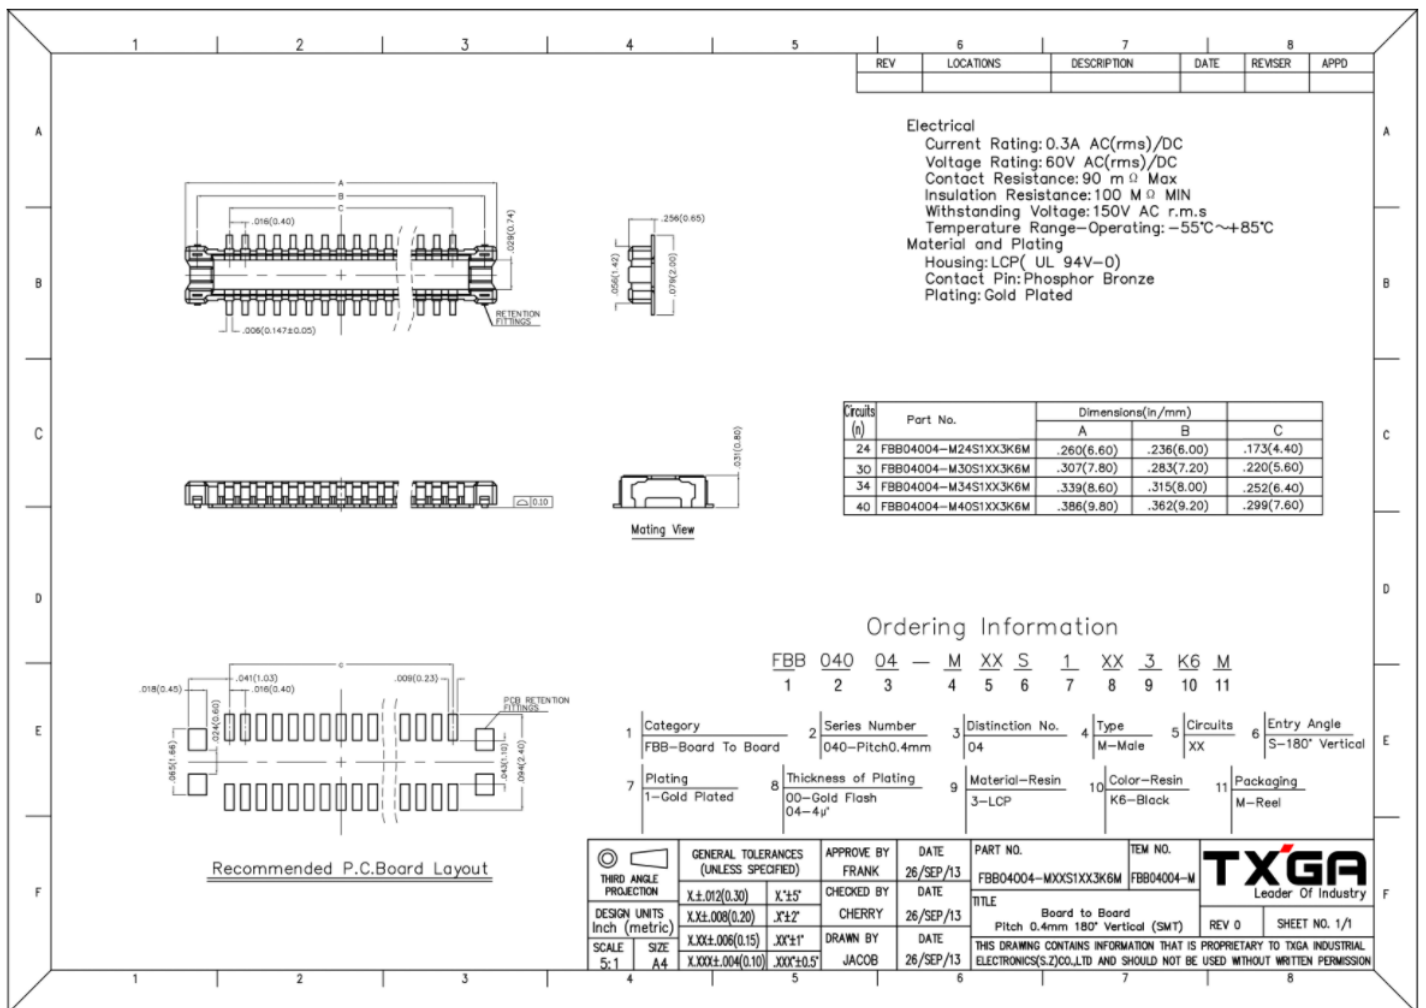 1 2 3 4 5 6 7 8
REV LOCATIONS DESCRIPTION DATE REVISER APPD
A A
Electrical
Current Rating:0.3A AC(rms)/DC
Voltage Rating:60V AC(rms)/DC
Contact Resistance:90 m Ω Max
Insulation Resistance:100 M Ω MIN
Withstanding Voltage:150V AC r.m.s
Temperature Range-Operating:-55°C~+85°C
Material and Plating
Housing:LCP( UL 94V-0)
Contact Pin:Phosphor Bronze
Plating:Gold Plated
A
B
C
.016(0.40)
.029(0.74)
.006(0.147±0.05)
RETENTION
FITTINGS
.256(0.65)
.056(1.42)
.079(2.00)
B B
Circuits (n) Part No. Dimensions(in/mm)
A B C
24 FBB04004-M24S1XX3K6M .260(6.60) .236(6.00) .173(4.40)
30 FBB04004-M30S1XX3K6M .307(7.80) .283(7.20) .220(5.60)
34 FBB04004-M34S1XX3K6M .339(8.60) .315(8.00) .252(6.40)
40 FBB04004-M40S1XX3K6M .386(9.80) .362(9.20) .299(7.60)
C C
0.10
.031(0.80)
Mating View
D D
Ordering Information
FBB 040 04 - M XX S 1 XX 3 K6 M
1 2 3 4 5 6 7 8 9 10 11
1 Category
FBB-Board To Board
2 Series Number
040-Pitch0.4mm
3 Distinction No.
04
4 Type
M-Male
5 Circuits
XX
6 Entry Angle
S-180° Vertical
7 Plating
1-Gold Plated
8 Thickness of Plating
00-Gold Flash
04-4µ"
9 Material-Resin
3-LCP
10 Color-Resin
K6-Black
11 Packaging
M-Reel
E E
C
.041(1.03)
.009(0.23)
.018(0.45)
.016(0.40)
.024(0.60)
.065(1.66)
PCB RETENTION
FITTINGS
.043(1.10)
.094(2.40)
Recommended P.C.Board Layout
F F
THIRD ANGLE
PROJECTION
DESIGN UNITS
Inch (metric)
SCALE SIZE
5:1 A4
GENERAL TOLERANCES
(UNLESS SPECIFIED)
X.±.012(0.30) X.°±5°
X.X±.008(0.20) .X°±2°
X.XX±.006(0.15) .XX°±1°
X.XXX±.004(0.10) .XXX°±0.5°
APPROVE BY DATE
FRANK 26/SEP/13
CHECKED BY DATE
CHERRY 26/SEP/13
DRAWN BY DATE
JACOB 26/SEP/13
PART NO. TEM NO.
FBB04004-MXXS1XX3K6M FBB04004-M
TITLE
Board to Board
Pitch 0.4mm 180° Vertical (SMT)
TXGA
Leader Of Industry
REV 0 SHEET NO. 1/1
THIS DRAWING CONTAINS INFORMATION THAT IS PROPRIETARY TO TXGA INDUSTRIAL
ELECTRONICS(S.Z)CO.,LTD AND SHOULD NOT BE USED WITHOUT WRITTEN PERMISSION
1 2 3 4 5 6 7 8